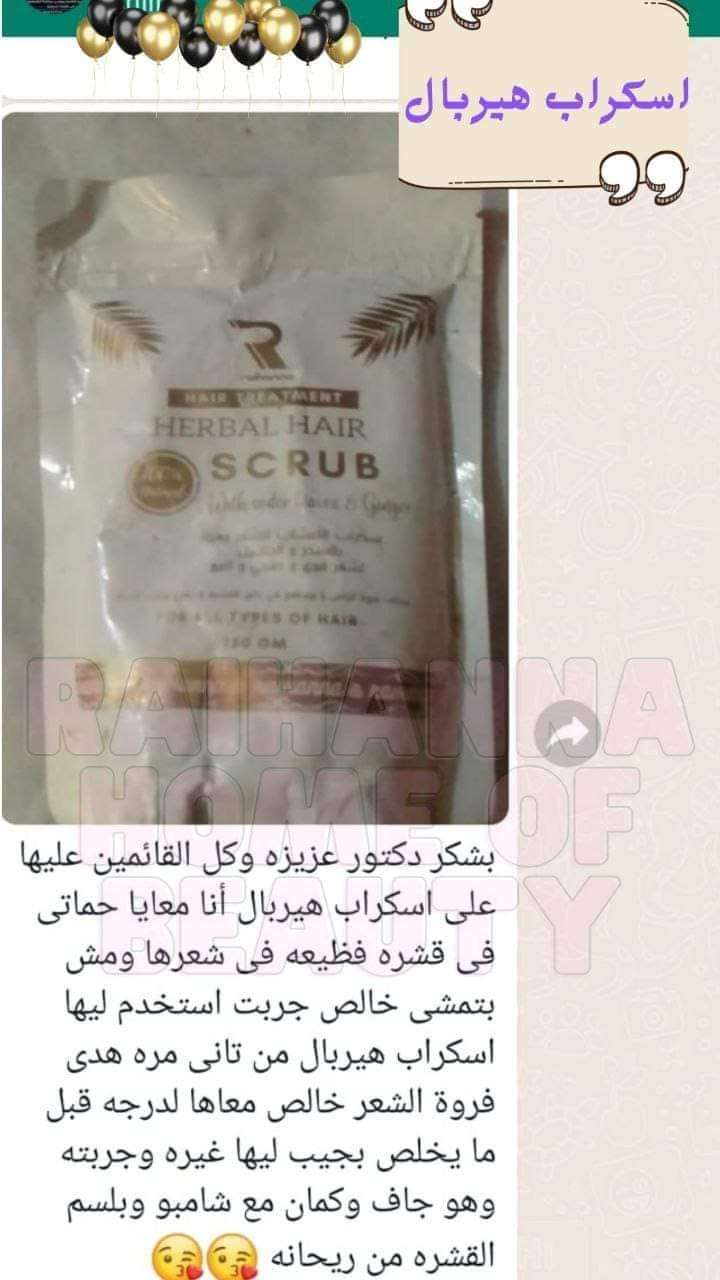 اسكراب هيربال
R
HAIR TREATMENT
HERBAL HAIR
SCRUB
& Ginger
FOR ALL TYPES OF HAIR
GM
RAIHANNA
HOME OF
BEAUTY
بشكر دكتور عزيزه وكل القائمين عليها
على اسكراب هيربال أنا معايا حماتى
فى قشره فظيعه فى شعرها ومش
بتمشى خالص جربت استخدم ليها
اسكراب هيربال من تانى مره هدى
فروة الشعر خالص معاها لدرجه قبل
ما يخلص بجيب ليها غيره وجربته
وهو جاف وكمان مع شامبو وبلسم
القشره من ريحانه 😘😘